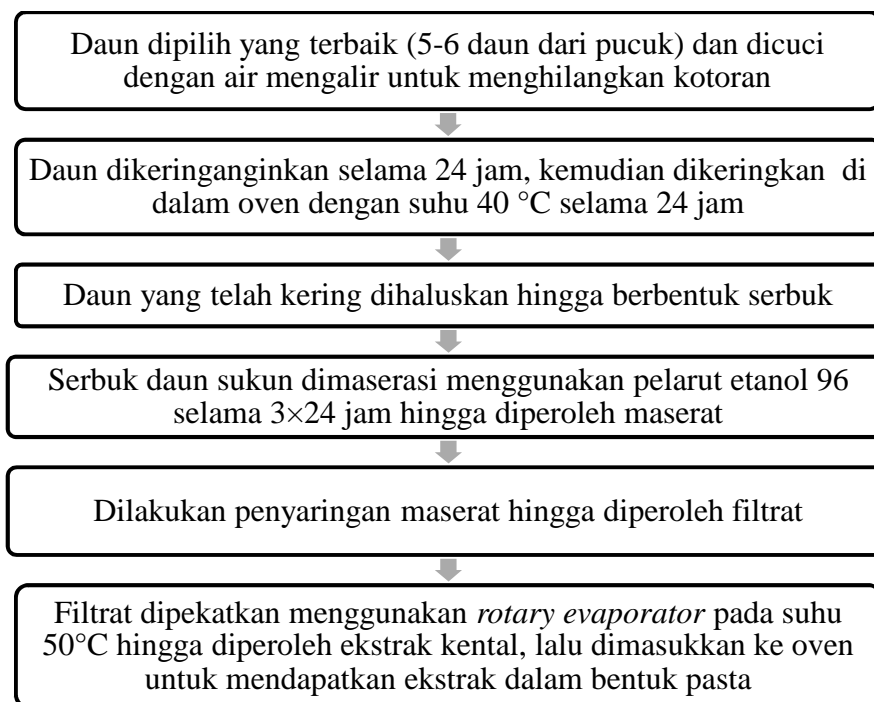 Daun dipilih yang terbaik (5-6 daun dari pucuk) dan dicuci
dengan air mengalir untuk menghilangkan kotoran
Daun dikeringanginkan selama 24 jam, kemudian dikeringkan di
dalam oven dengan suhu 40 °C selama 24 jam
Daun yang telah kering dihaluskan hingga berbentuk serbuk
Serbuk daun sukun dimaserasi menggunakan pelarut etanol 96
selama 3×24 jam hingga diperoleh maserat
Dilakukan penyaringan maserat hingga diperoleh filtrat
Filtrat dipekatkan menggunakan rotary evaporator pada suhu
50°C hingga diperoleh ekstrak kental, lalu dimasukkan ke oven
untuk mendapatkan ekstrak dalam bentuk pasta